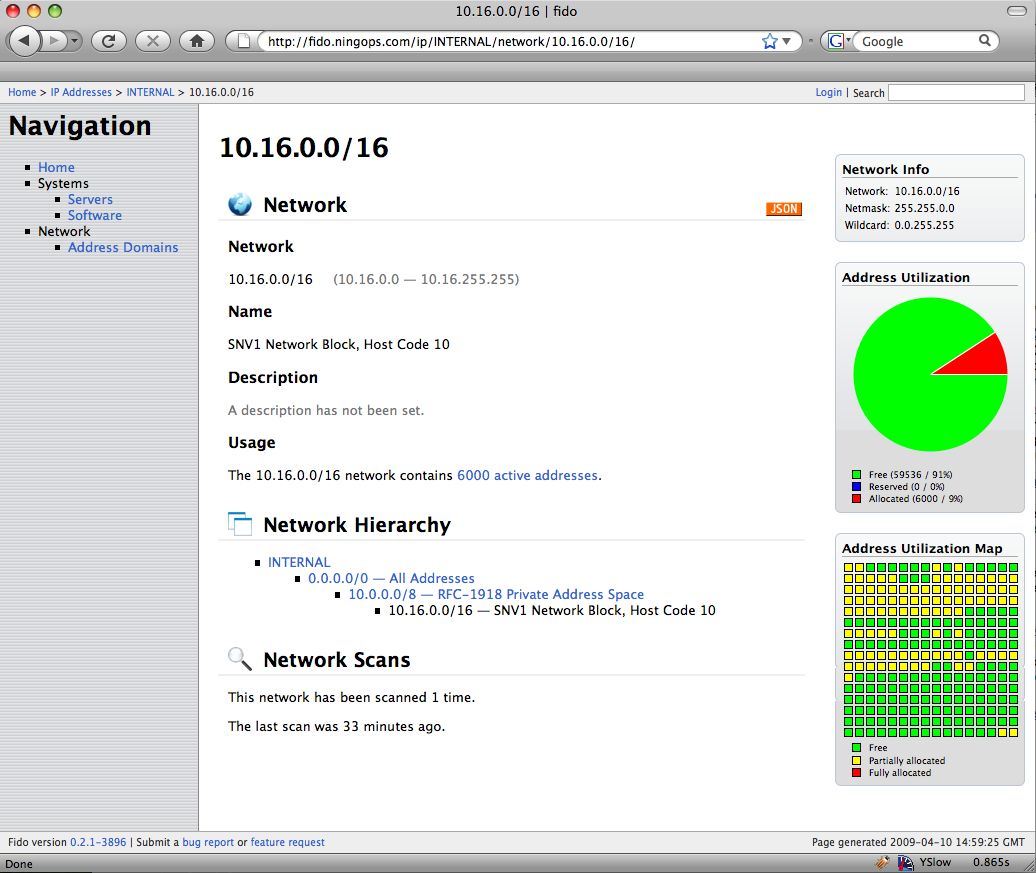 10.16.0.0/16 | fido
http://fido.ningops.com/ip/INTERNAL/network/10.16.0.0/16/
G Google
Home > IP Addresses > INTERNAL > 10.16.0.0/16
Login | Search
Navigation
Home
Systems
Servers
Software
Network
Address Domains
10.16.0.0/16
Network
JSON
Network
10.16.0.0/16 (10.16.0.0 — 10.16.255.255)
Name
SNV1 Network Block, Host Code 10
Description
A description has not been set.
Usage
The 10.16.0.0/16 network contains 6000 active addresses.
Network Hierarchy
INTERNAL
0.0.0.0/0 — All Addresses
10.0.0.0/8 — RFC-1918 Private Address Space
10.16.0.0/16 — SNV1 Network Block, Host Code 10
Network Scans
This network has been scanned 1 time.
The last scan was 33 minutes ago.
Network Info
Network: 10.16.0.0/16
Netmask: 255.255.0.0
Wildcard: 0.0.255.255
Address Utilization
Free (59536 / 91%)
Reserved (0 / 0%)
Allocated (6000 / 9%)
Address Utilization Map
Free
Partially allocated
Fully allocated
Fido version 0.2.1-3896 | Submit a bug report or feature request
Page generated 2009-04-10 14:59:25 GMT
Done
YSlow 0.865s